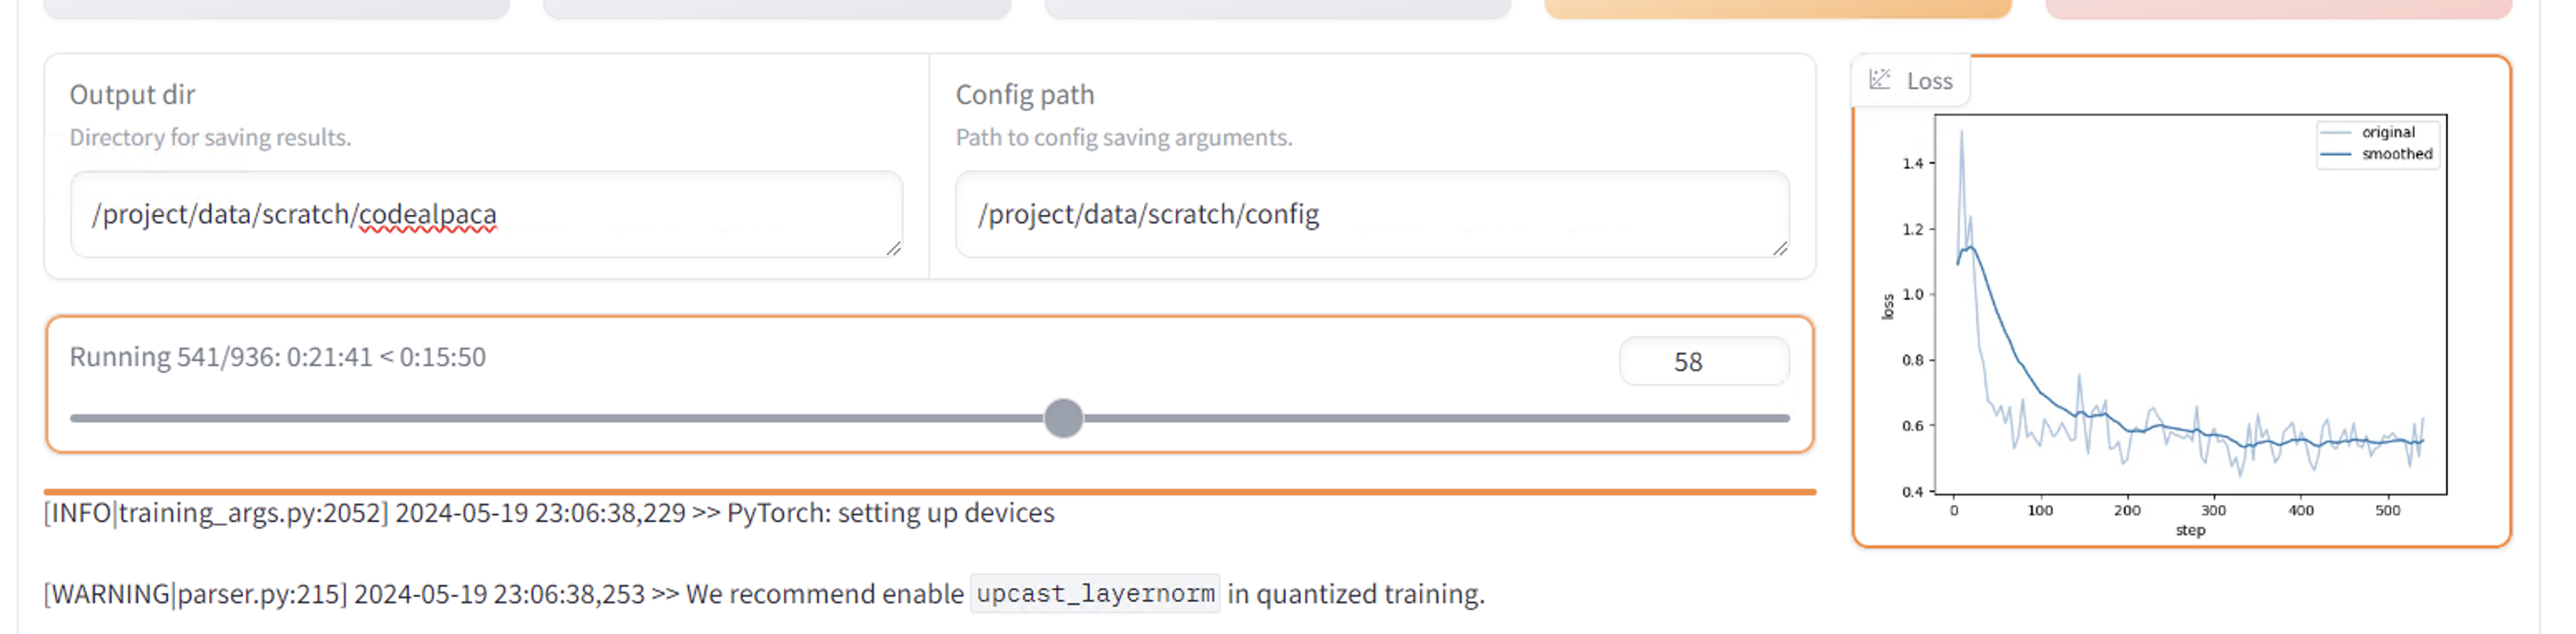 Output dir
Directory for saving results.
/project/data/scratch/codealpaca
Config path
Path to config saving arguments.
/project/data/scratch/config
Loss
original
smoothed
1.4
1.2
1.0
0.8
0.6
0.4
loss
0 100 200 300 400 500
step
Running 541/936: 0:21:41 < 0:15:50
58
[INFO|training_args.py:2052] 2024-05-19 23:06:38,229 >> PyTorch: setting up devices
[WARNING|parser.py:215] 2024-05-19 23:06:38,253 >> We recommend enable upcast_layernorm in quantized training.